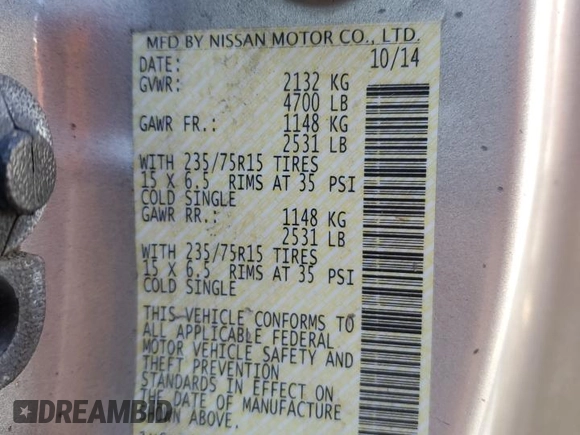 MFD BY NISSAN MOTOR CO., LTD.
DATE: 10/14
GVWR: 2132 KG
4700 LB
GAWR FR.: 1148 KG
2531 LB
WITH 235/75R15 TIRES
15 X 6.5 RIMS AT 35 PSI
COLD SINGLE
GAWR RR.: 1148 KG
2531 LB
WITH 235/75R15 TIRES
15 X 6.5 RIMS AT 35 PSI
COLD SINGLE
THIS VEHICLE CONFORMS TO
ALL APPLICABLE FEDERAL
MOTOR VEHICLE SAFETY AND
THEFT PREVENTION
STANDARDS IN EFFECT ON
THE DATE OF MANUFACTURE
ABOVE.
DREAMBID